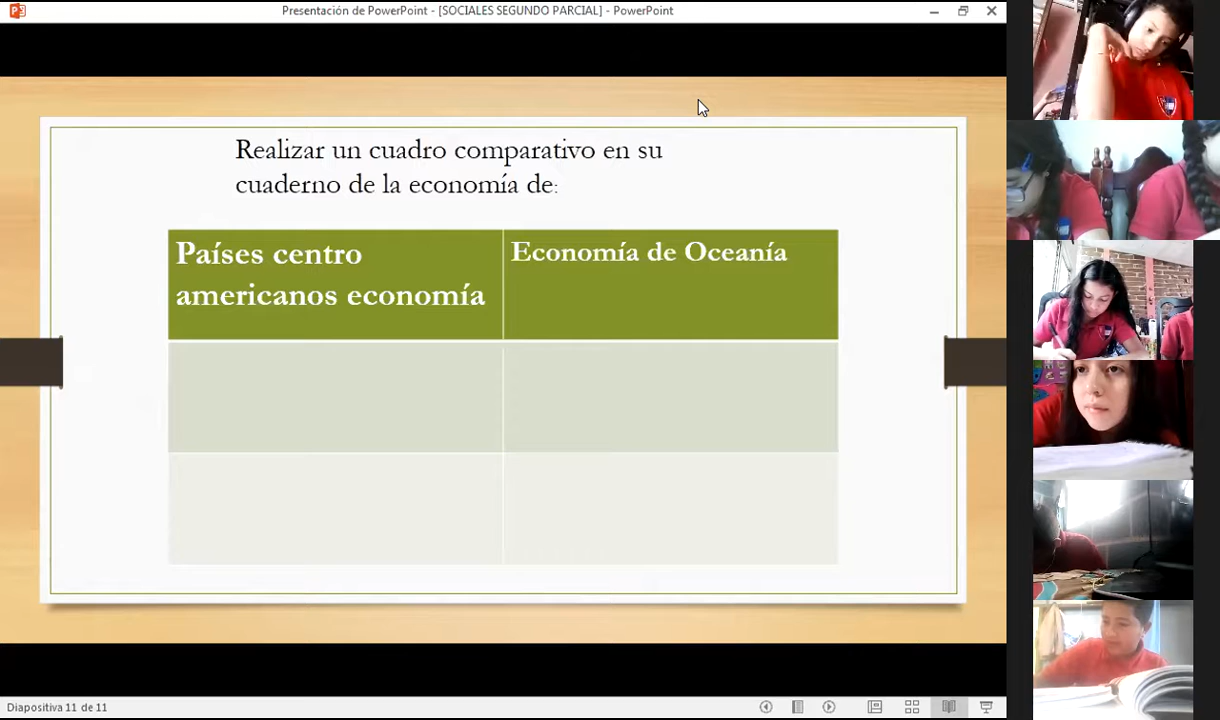 Presentación de PowerPoint - [SOCIALES SEGUNDO PARCIAL] - PowerPoint
Realizar un cuadro comparativo en su
cuaderno de la economía de:
Países centro
americanos economía
Economía de Oceanía
Diapositiva 11 de 11